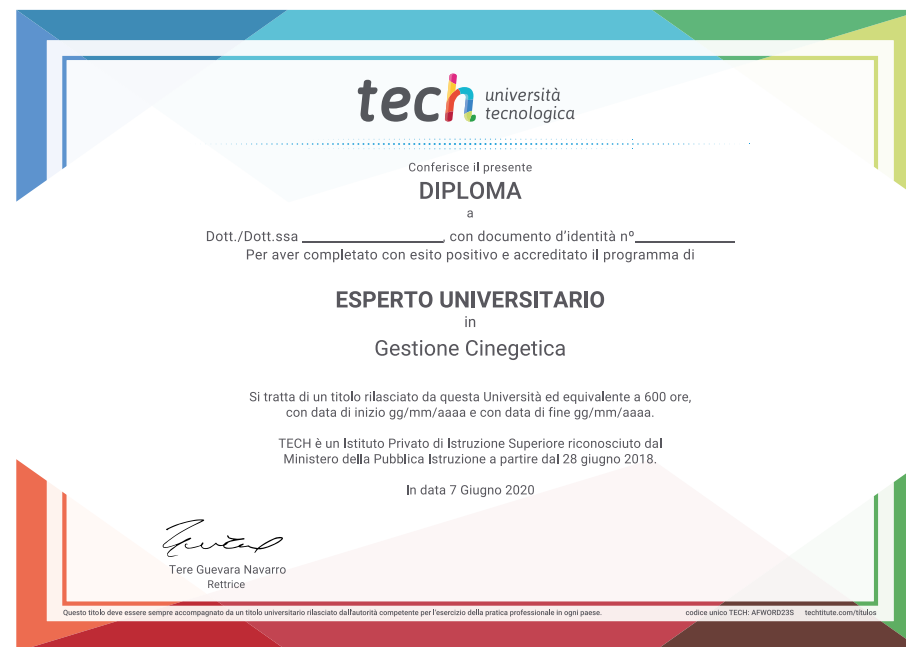 tech università
tecnologica
Conferisce il presente
DIPLOMA
a
Dott./Dott.ssa ________________, con documento d'identità nº____________
Per aver completato con esito positivo e accreditato il programma di
ESPERTO UNIVERSITARIO
in
Gestione Cinegetica
Si tratta di un titolo rilasciato da questa Università ed equivalente a 600 ore,
con data di inizio gg/mm/aaaa e con data di fine gg/mm/aaaa.
TECH è un Istituto Privato di Istruzione Superiore riconosciuto dal
Ministero della Pubblica Istruzione a partire dal 28 giugno 2018.
In data 7 Giugno 2020
Tere Guevara Navarro
Rettrice
Questo titolo deve essere sempre accompagnato da un titolo universitario rilasciato dall'autorità competente per l'esercizio della pratica professionale in ogni paese. codice unico TECH: AFWORD23S techtitute.com/titulos